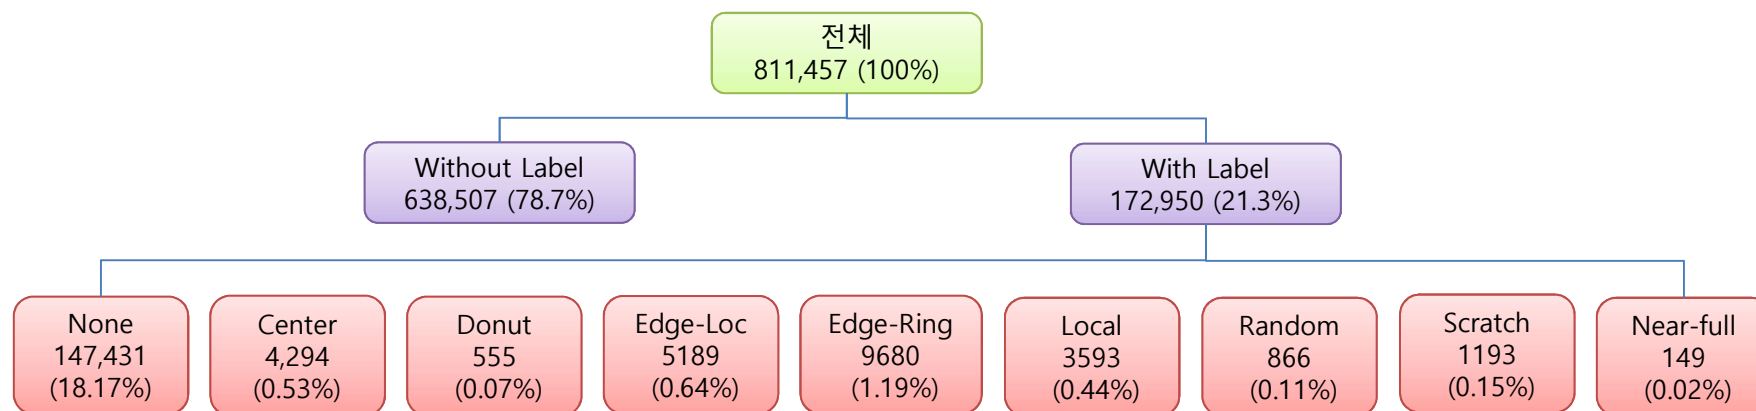 전체
811,457 (100%)
Without Label
638,507 (78.7%)
With Label
172,950 (21.3%)
None
147,431
(18.17%)
Center
4,294
(0.53%)
Donut
555
(0.07%)
Edge-Loc
5189
(0.64%)
Edge-Ring
9680
(1.19%)
Local
3593
(0.44%)
Random
866
(0.11%)
Scratch
1193
(0.15%)
Near-full
149
(0.02%)